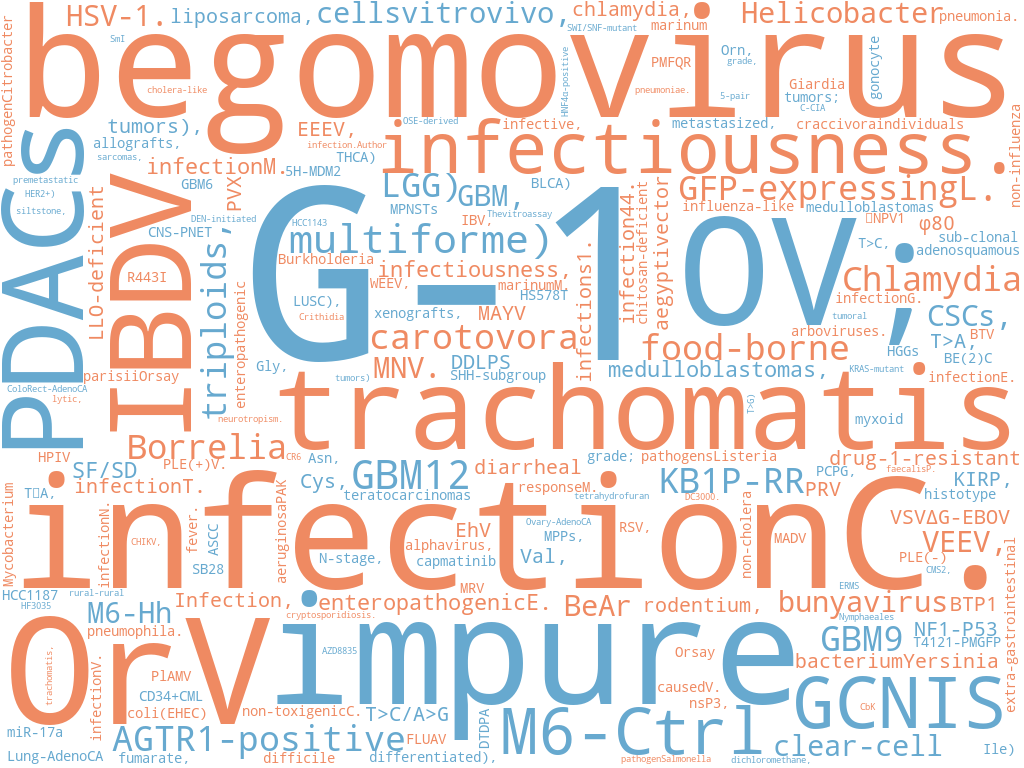 HSV-1.
liposarcoma,
cellsvitrovivo,
chlamydia,
Helicobacter
pneumonia.
pathogenCitrobacter
SmI
begomovirus
SWI/SNF-mutant
marinum
PMFQR
Orn,
grade,
gonocyte
Giardia
tumors;
C-CIA
cholera-like
HNF4α-positive
pneumoniae.
5-pair
PDACs
tumors),
allografts,
sarcomas,
EEEV,
OSE-derived
infective,
metastasized,
craccivoraindividuals
non-influenza
infection.Author
THCA)
infectiousness.
infectionM.
premetastatic
HER2+)
siltstone,
GBM6
PYX
5H-MDM2
LGG)
GBM,
BLCA)
GFP-expressingL.
MPNSTs
influenza-like
medulloblastomas
LLO-deficient
IBDV
DEN-initiated
CNS-PNET
HCC1143
G-1
0V;
IBV,
Thevitroassay
infection44.
chitosan-deficient
aegyptivector
φ80
T>C,
sub-clonal
adenosquamous
multiforme)
Burkholderia
infectiousness,
R443I
triploids,
WEEV,
marinumM.
HS578T
infections1.
Chlamydia
infectionG.
LUSC),
Crithidia
xenografts,
MAYV
enteropathogenic
tumoral
arboviruses.
CSCs,
T>A,
BTV
BE(2)C
carotovora
food-borne
HGGs
MNV.
DDLPS
SHH-subgroup
medulloblastomas,
KRAS-mutant
infectionE.
Gly,
tumors)
parisiiOrsay
ColoRect-AdenoCA
lytic,
trachomatis
neurotropism.
T>G)
myxoid
HPIV
Borrelia
CR6
Asn,
grade;
pathogensListeria
drug-1-resistant
SF/SD
PLE(+)V.
infectionT.
Cys,
GBM12
diarrheal
KB1P-RR
PCPG,
faecalisP.
KIRP,
teratocarcinomas
responseM.
tetrahydrofuran
DC3000.
PRV
histotype
Mycobacterium
infectionN.
infectionC.
fever.
ASCC
CHIKV,
aeruginosaPAK
EhV
Ovary-AdenoCA
RSV,
VSVΔG-EBOV
alphavirus,
MPPs,
non-cholera
MADV
VEEV,
SB28
N-stage,
capmatinib
Val,
PLE(-)
CMS2,
extra-gastrointestinal
HCC1187
rural-rural
MRV
ERMS
HF3035
M6-Hh
Infection,
enteropathogenicE.
BeAr
rodentium,
bunyavirus
BTP1
cryptosporidiosis.
Nymphaeales
pneumophila.
orV
impure
GBM9
NF1-P53
T4121-PMGFP
AZD8835
Orsay
bacteriumYersinia
trachomatis.
infectionV.
PlAMV
CD34+CML
causedV.
nsP3,
GCNIS
CbK
coli(EHEC)
non-toxigenicC.
T>C/A>G
DTDPA
M6-Ctrl
miR-17a
AGTR1-positive
FLUAV
clear-cell
Ile)
Lung-AdenoCA
fumarate,
difficile
differentiated),
pathogenSalmonella
dichloromethane,